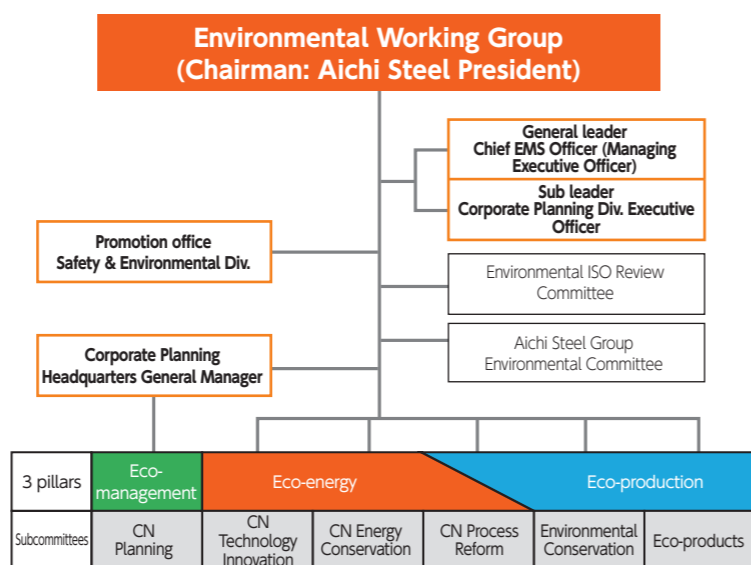 Environmental Working Group
(Chairman: Aichi Steel President)
General leader
Chief EMS Officer (Managing
Executive Officer)
Sub leader
Corporate Planning Div. Executive
Officer
Promotion office
Safety & Environmental Div.
Environmental ISO Review
Committee
Aichi Steel Group
Environmental Committee
Corporate Planning
Headquarters General Manager
3 pillars
Eco-
management
Eco-energy
Eco-production
Subcommittees
CN
Planning
CN
Technology
Innovation
CN Energy
Conservation
CN Process
Reform
Environmental
Conservation
Eco-products